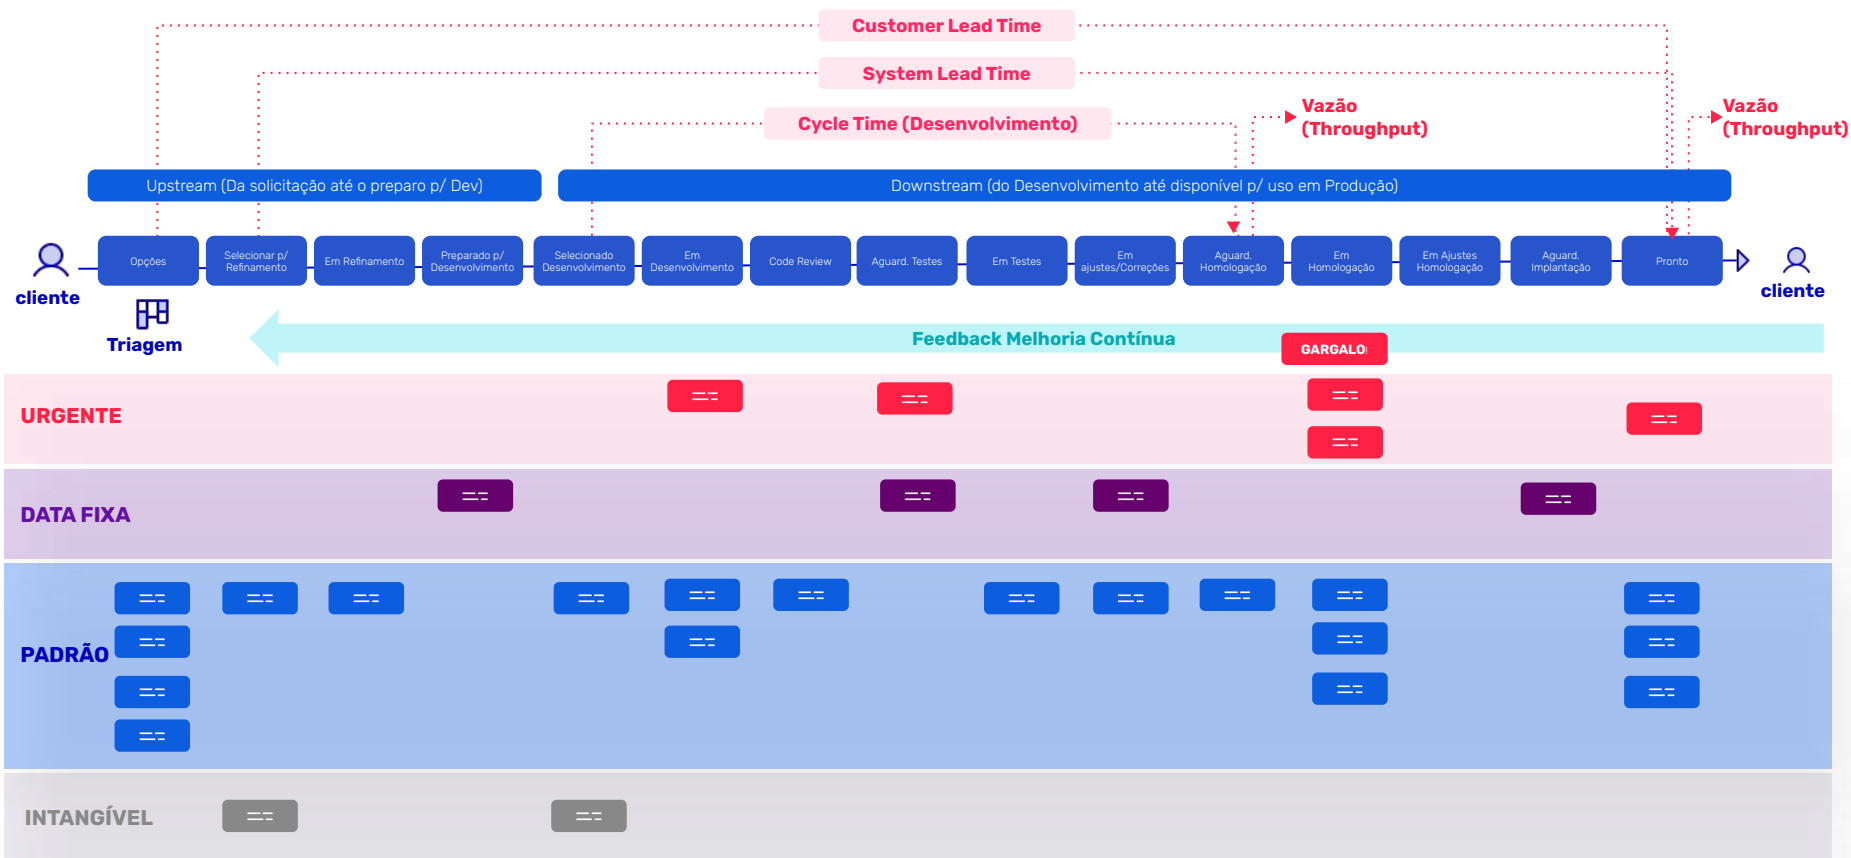 Customer Lead Time
System Lead Time
Cycle Time (Desenvolvimento)
Vazão
(Throughput)
Vazão
(Throughput)
Upstream (Da solicitação até o preparo p/ Dev)
Downstream (do Desenvolvimento até disponível p/ uso em Produção)
cliente
Opções
Selecionar p/
Refinamento
Em Refinamento
Preparado p/
Desenvolvimento
Selecionado
Desenvolvimento
Em
Desenvolvimento
Code Review
Aguard. Testes
Em Testes
Em
ajustes/Correções
Aguard.
Homologação
Em
Homologação
Em Ajustes
Homologação
Aguard.
Implantação
Pronto
cliente
Triagem
Feedback Melhoria Contínua
GARGALO!
URGENTE
DATA FIXA
PADRÃO
INTANGÍVEL